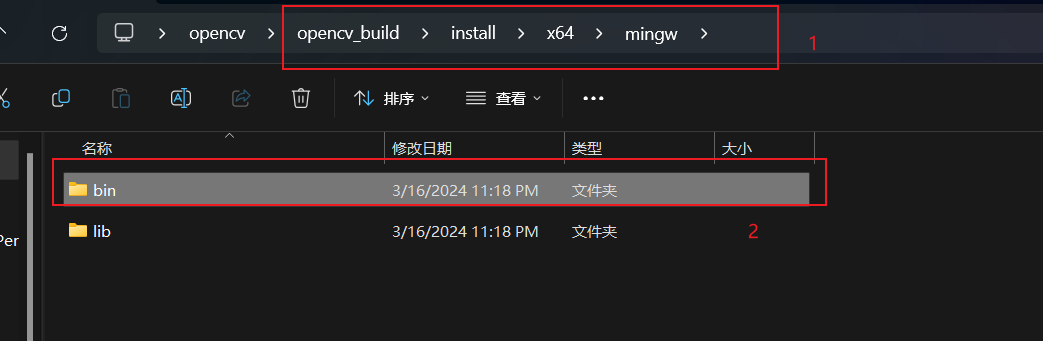 opencv > opencv_build > install > x64 > mingw >
1
排序 查看
名称 修改日期 类型 大小
bin 3/16/2024 11:18 PM 文件夹
Per lib 3/16/2024 11:18 PM 文件夹
2